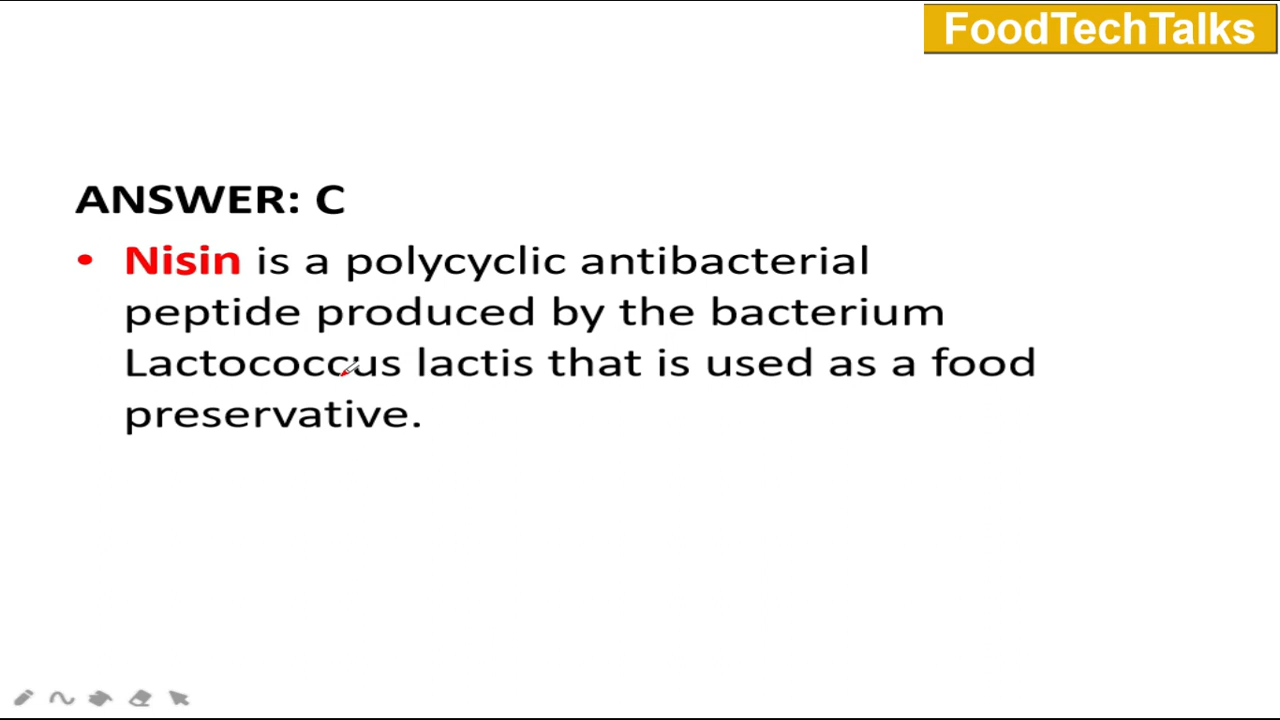 FoodTechTalks
ANSWER: C
• Nisin is a polycyclic antibacterial
peptide produced by the bacterium
Lactococcus lactis that is used as a food
preservative.